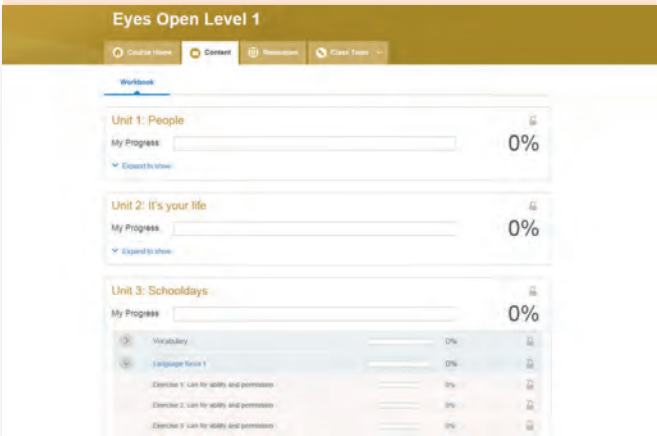 Eyes Open Level 1
Course Home Content Resources Class Tools
Workbook
Unit 1: People
My Progress 0%
Expand to show
Unit 2: It's your life
My Progress 0%
Expand to show
Unit 3: Schooldays
My Progress 0%
Vocabulary 0%
Language focus 1 0%
Exercise 1: can for ability and permission 0%
Exercise 2: can for ability and permission 0%
Exercise 3: can for ability and permission 0%